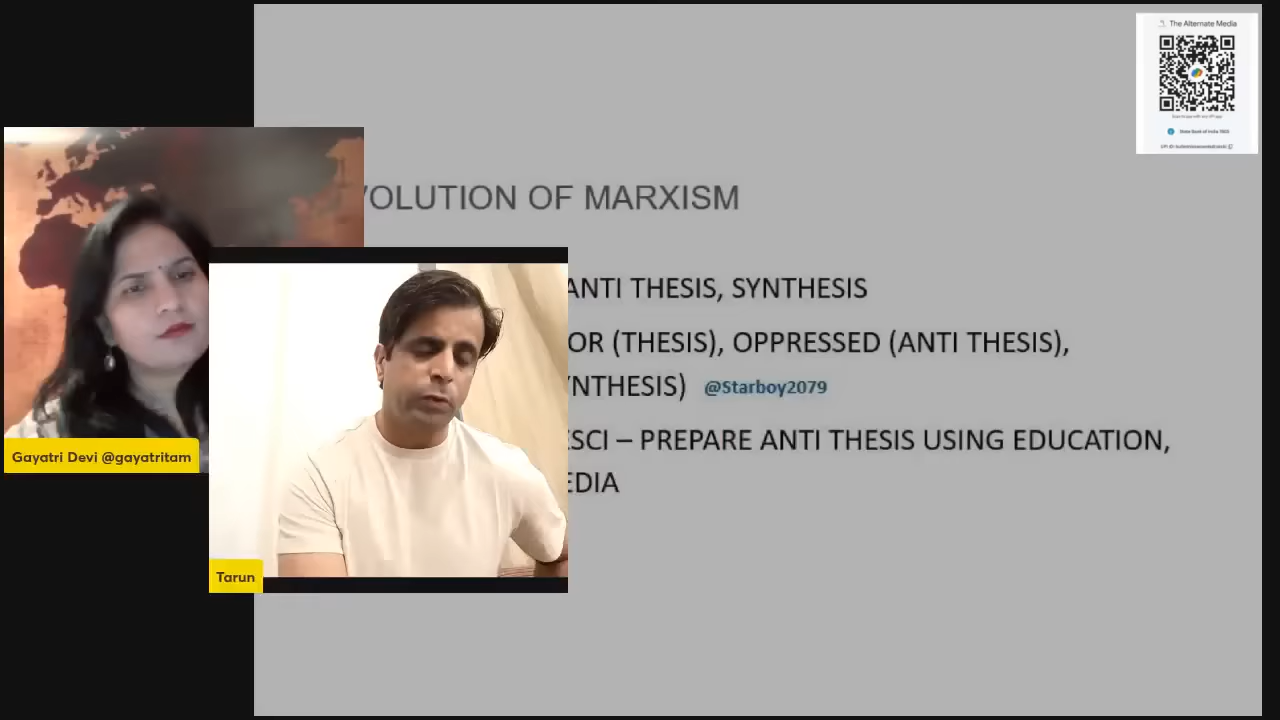 The Alternate Media
VOLUTION OF MARXISM
ANTI THESIS, SYNTHESIS
OR (THESIS), OPPRESSED (ANTI THESIS),
NTHESIS) @Starboy2079
SCI – PREPARE ANTI THESIS USING EDUCATION,
EDIA
Gayatri Devi @gayatritam
Tarun